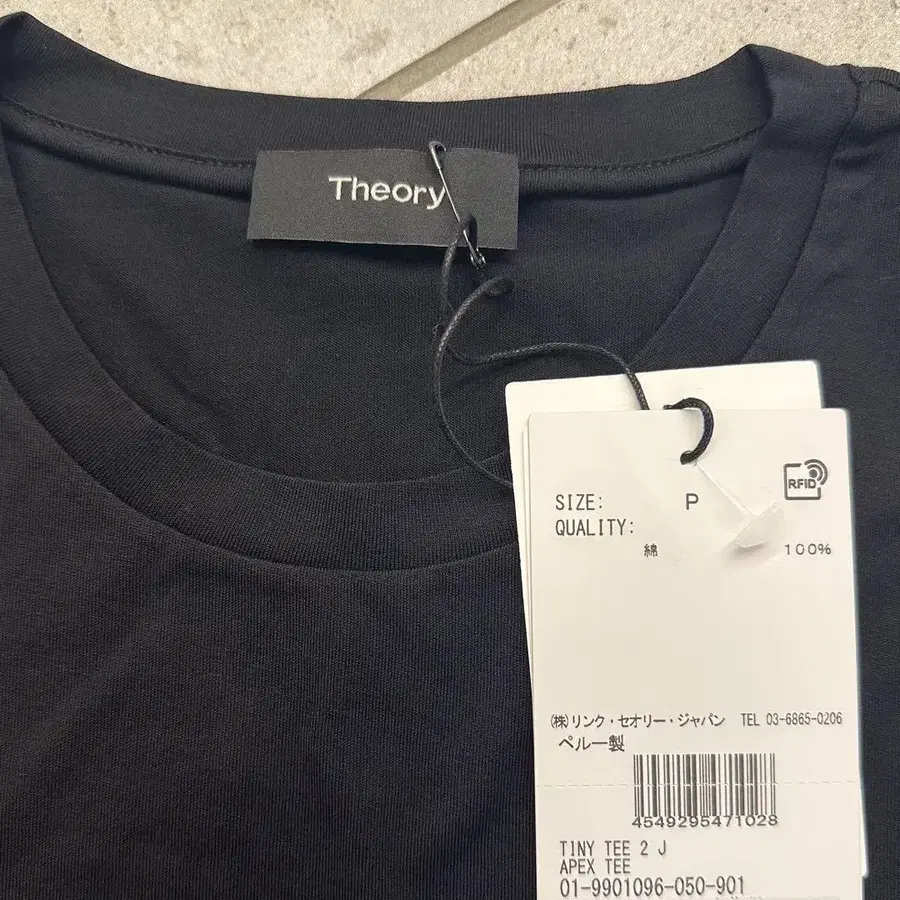 Theory
RFID
SIZE: P
QUALITY:
綿 100%
㈱リンク・セオリー・ジャパン TEL 03-6865-0206
ペルー製
4549295471028
TINY TEE 2 J
APEX TEE
01-9901096-050-901